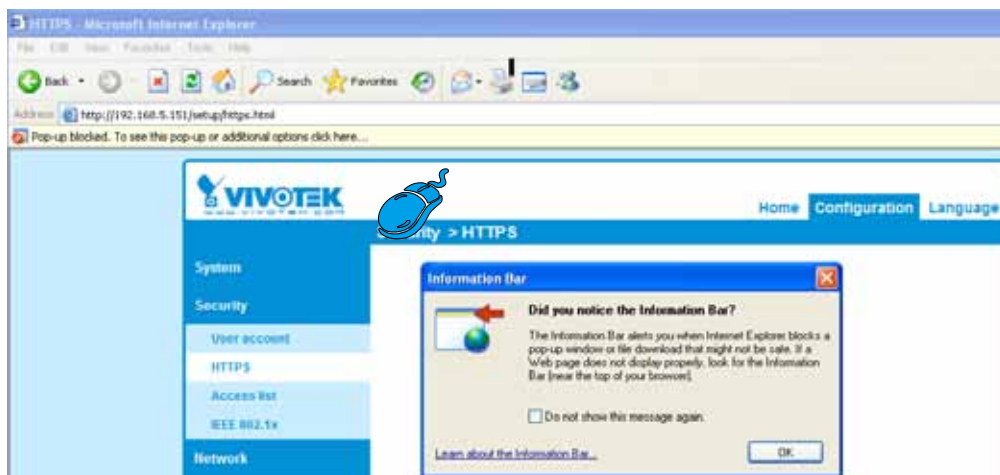 HTTPS - Microsoft Internet Explorer
File Edit View Favorites Tools Help
Back Search Favorites
Address http://192.168.5.151/setup/https.html
Pop-up blocked. To see this pop-up or additional options click here...
VIVOTEK
www.vivotek.com
Home Configuration Language
> HTTPS
System
Security
User account
HTTPS
Access list
IEEE 802.1x
Network
Information Bar
Did you notice the Information Bar?
The Information Bar alerts you when Internet Explorer blocks a
pop-up window or file download that might not be safe. If a
Web page does not display properly, look for the Information
Bar (near the top of your browser).
Do not show this message again.
Learn about the Information Bar...
OK